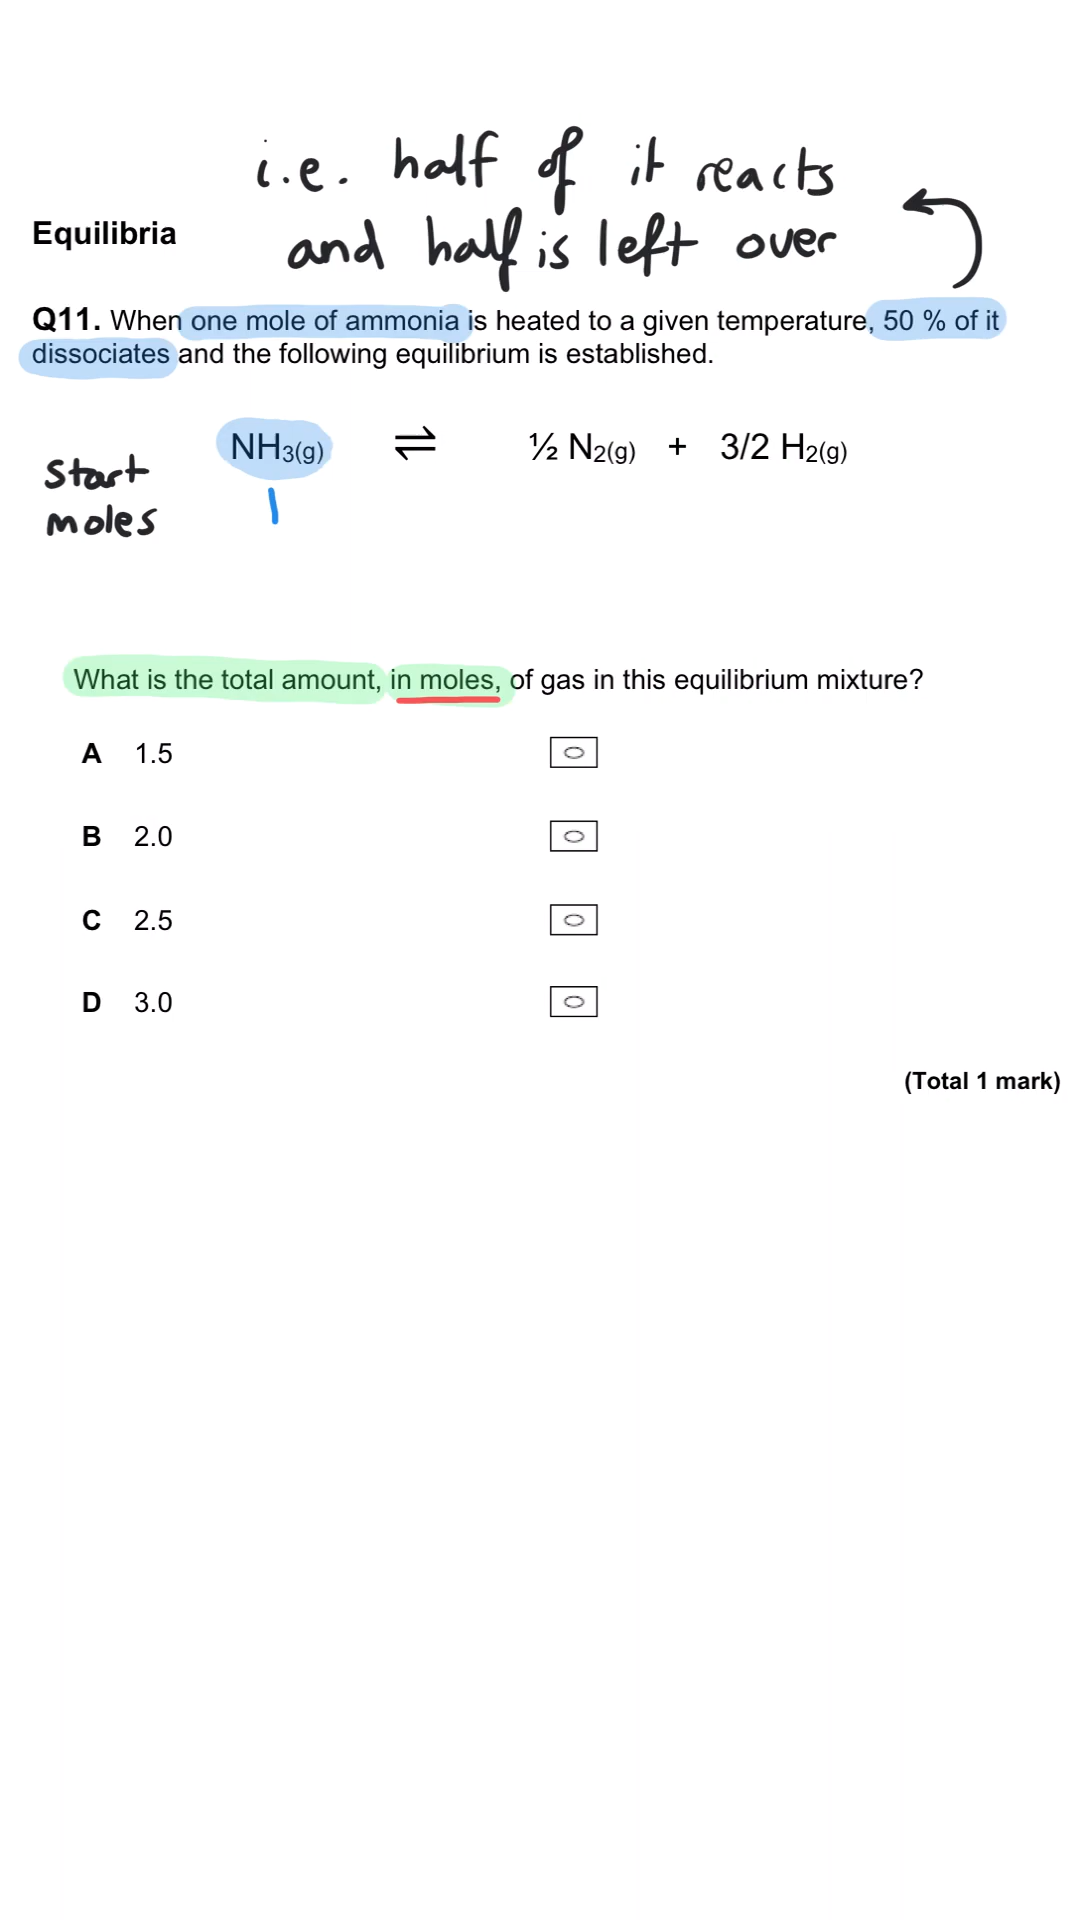 i.e. half of it reacts
and half is left over
Equilibria
Q11. When one mole of ammonia is heated to a given temperature, 50 % of it
dissociates and the following equilibrium is established.
NH3(g) ⇌ ½ N2(g) + 3/2 H2(g)
start
moles
1
What is the total amount, in moles, of gas in this equilibrium mixture?
A 1.5
B 2.0
C 2.5
D 3.0
(Total 1 mark)